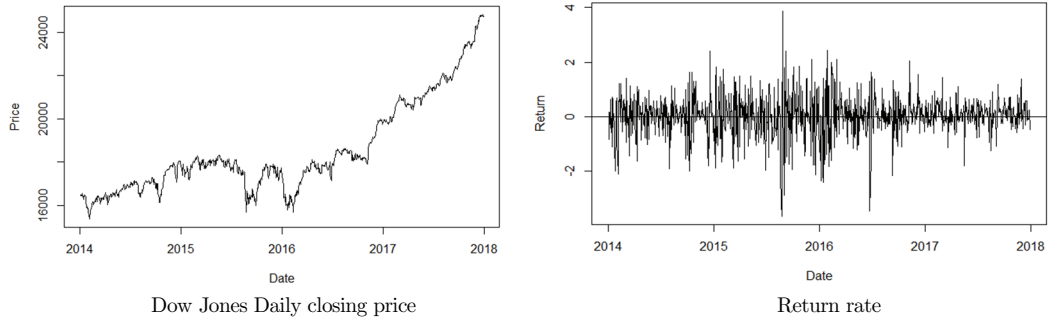 24000
20000
16000
Price
2014 2015 2016 2017 2018
Date
Dow Jones Daily closing price
4
2
0
-2
Return
2014 2015 2016 2017 2018
Date
Return rate